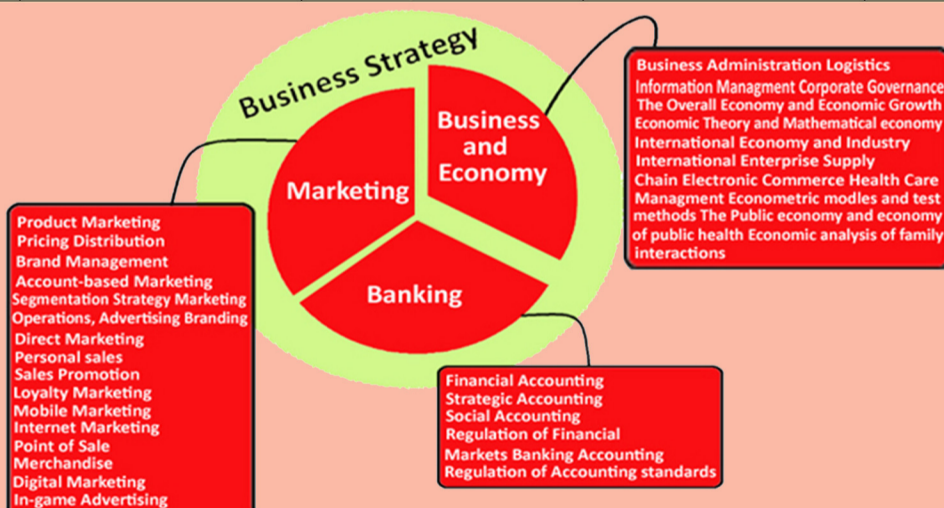 Business Strategy
Marketing
Business
and
Economy
Banking
Product Marketing
Pricing Distribution
Brand Management
Account-based Marketing
Segmentation Strategy Marketing
Operations, Advertising Branding
Direct Marketing
Personal sales
Sales Promotion
Loyalty Marketing
Mobile Marketing
Internet Marketing
Point of Sale
Merchandise
Digital Marketing
In-game Advertising
Business Administration Logistics
Information Managment Corporate Governance
The Overall Economy and Economic Growth
Economic Theory and Mathematical economy
International Economy and Industry
International Enterprise Supply
Chain Electronic Commerce Health Care
Managment Econometric modles and test
methods The Public economy and economy
of public health Economic analysis of family
interactions
Financial Accounting
Strategic Accounting
Social Accounting
Regulation of Financial
Markets Banking Accounting
Regulation of Accounting standards